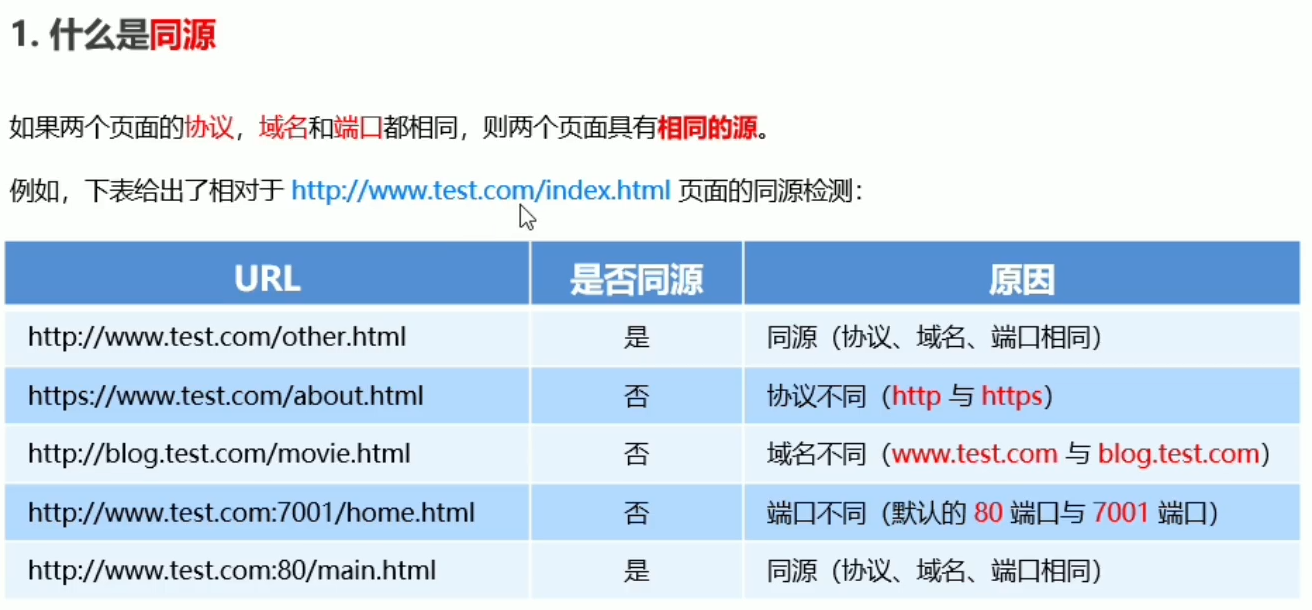 1. 什么是同源
如果两个页面的协议，域名和端口都相同，则两个页面具有相同的源。
例如，下表给出了相对于 http://www.test.com/index.html 页面的同源检测：
URL 是否同源 原因
http://www.test.com/other.html 是 同源（协议、域名、端口相同）
https://www.test.com/about.html 否 协议不同（http 与 https）
http://blog.test.com/movie.html 否 域名不同（www.test.com 与 blog.test.com）
http://www.test.com:7001/home.html 否 端口不同（默认的 80 端口与 7001 端口）
http://www.test.com:80/main.html 是 同源（协议、域名、端口相同）